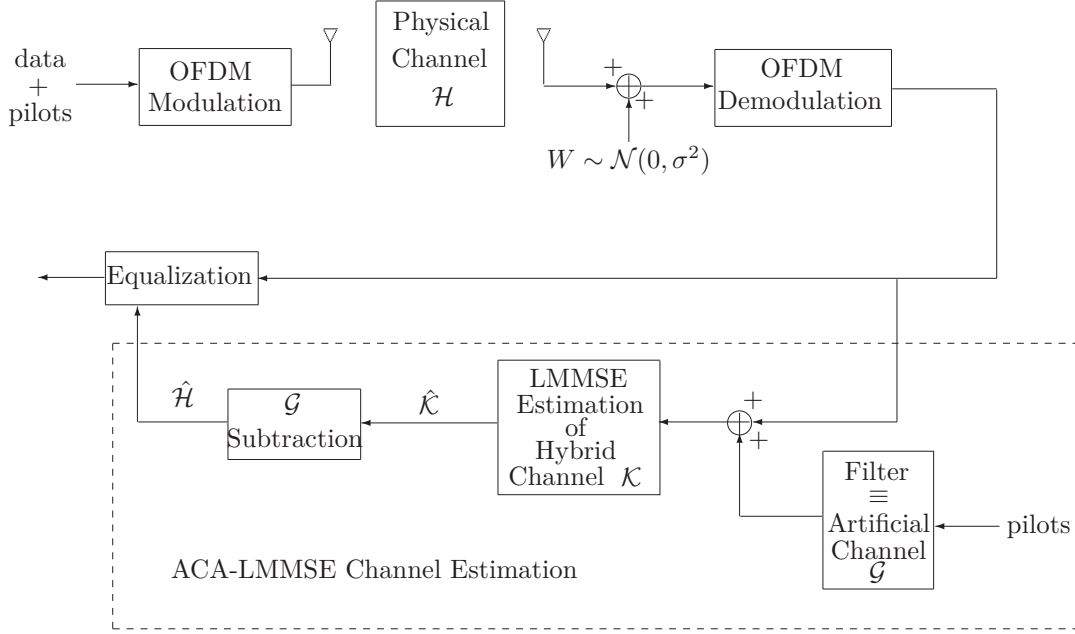 data
+
pilots
OFDM
Modulation
Physical
Channel
ℋ
+
+
W ∼ 𝒩(0, σ²)
OFDM
Demodulation
Equalization
Ĥ
𝒢
Subtraction
𝒦̂
LMMSE
Estimation
of
Hybrid
Channel 𝒦
+
+
Filter
≡
Artificial
Channel
𝒢
pilots
ACA-LMMSE Channel Estimation